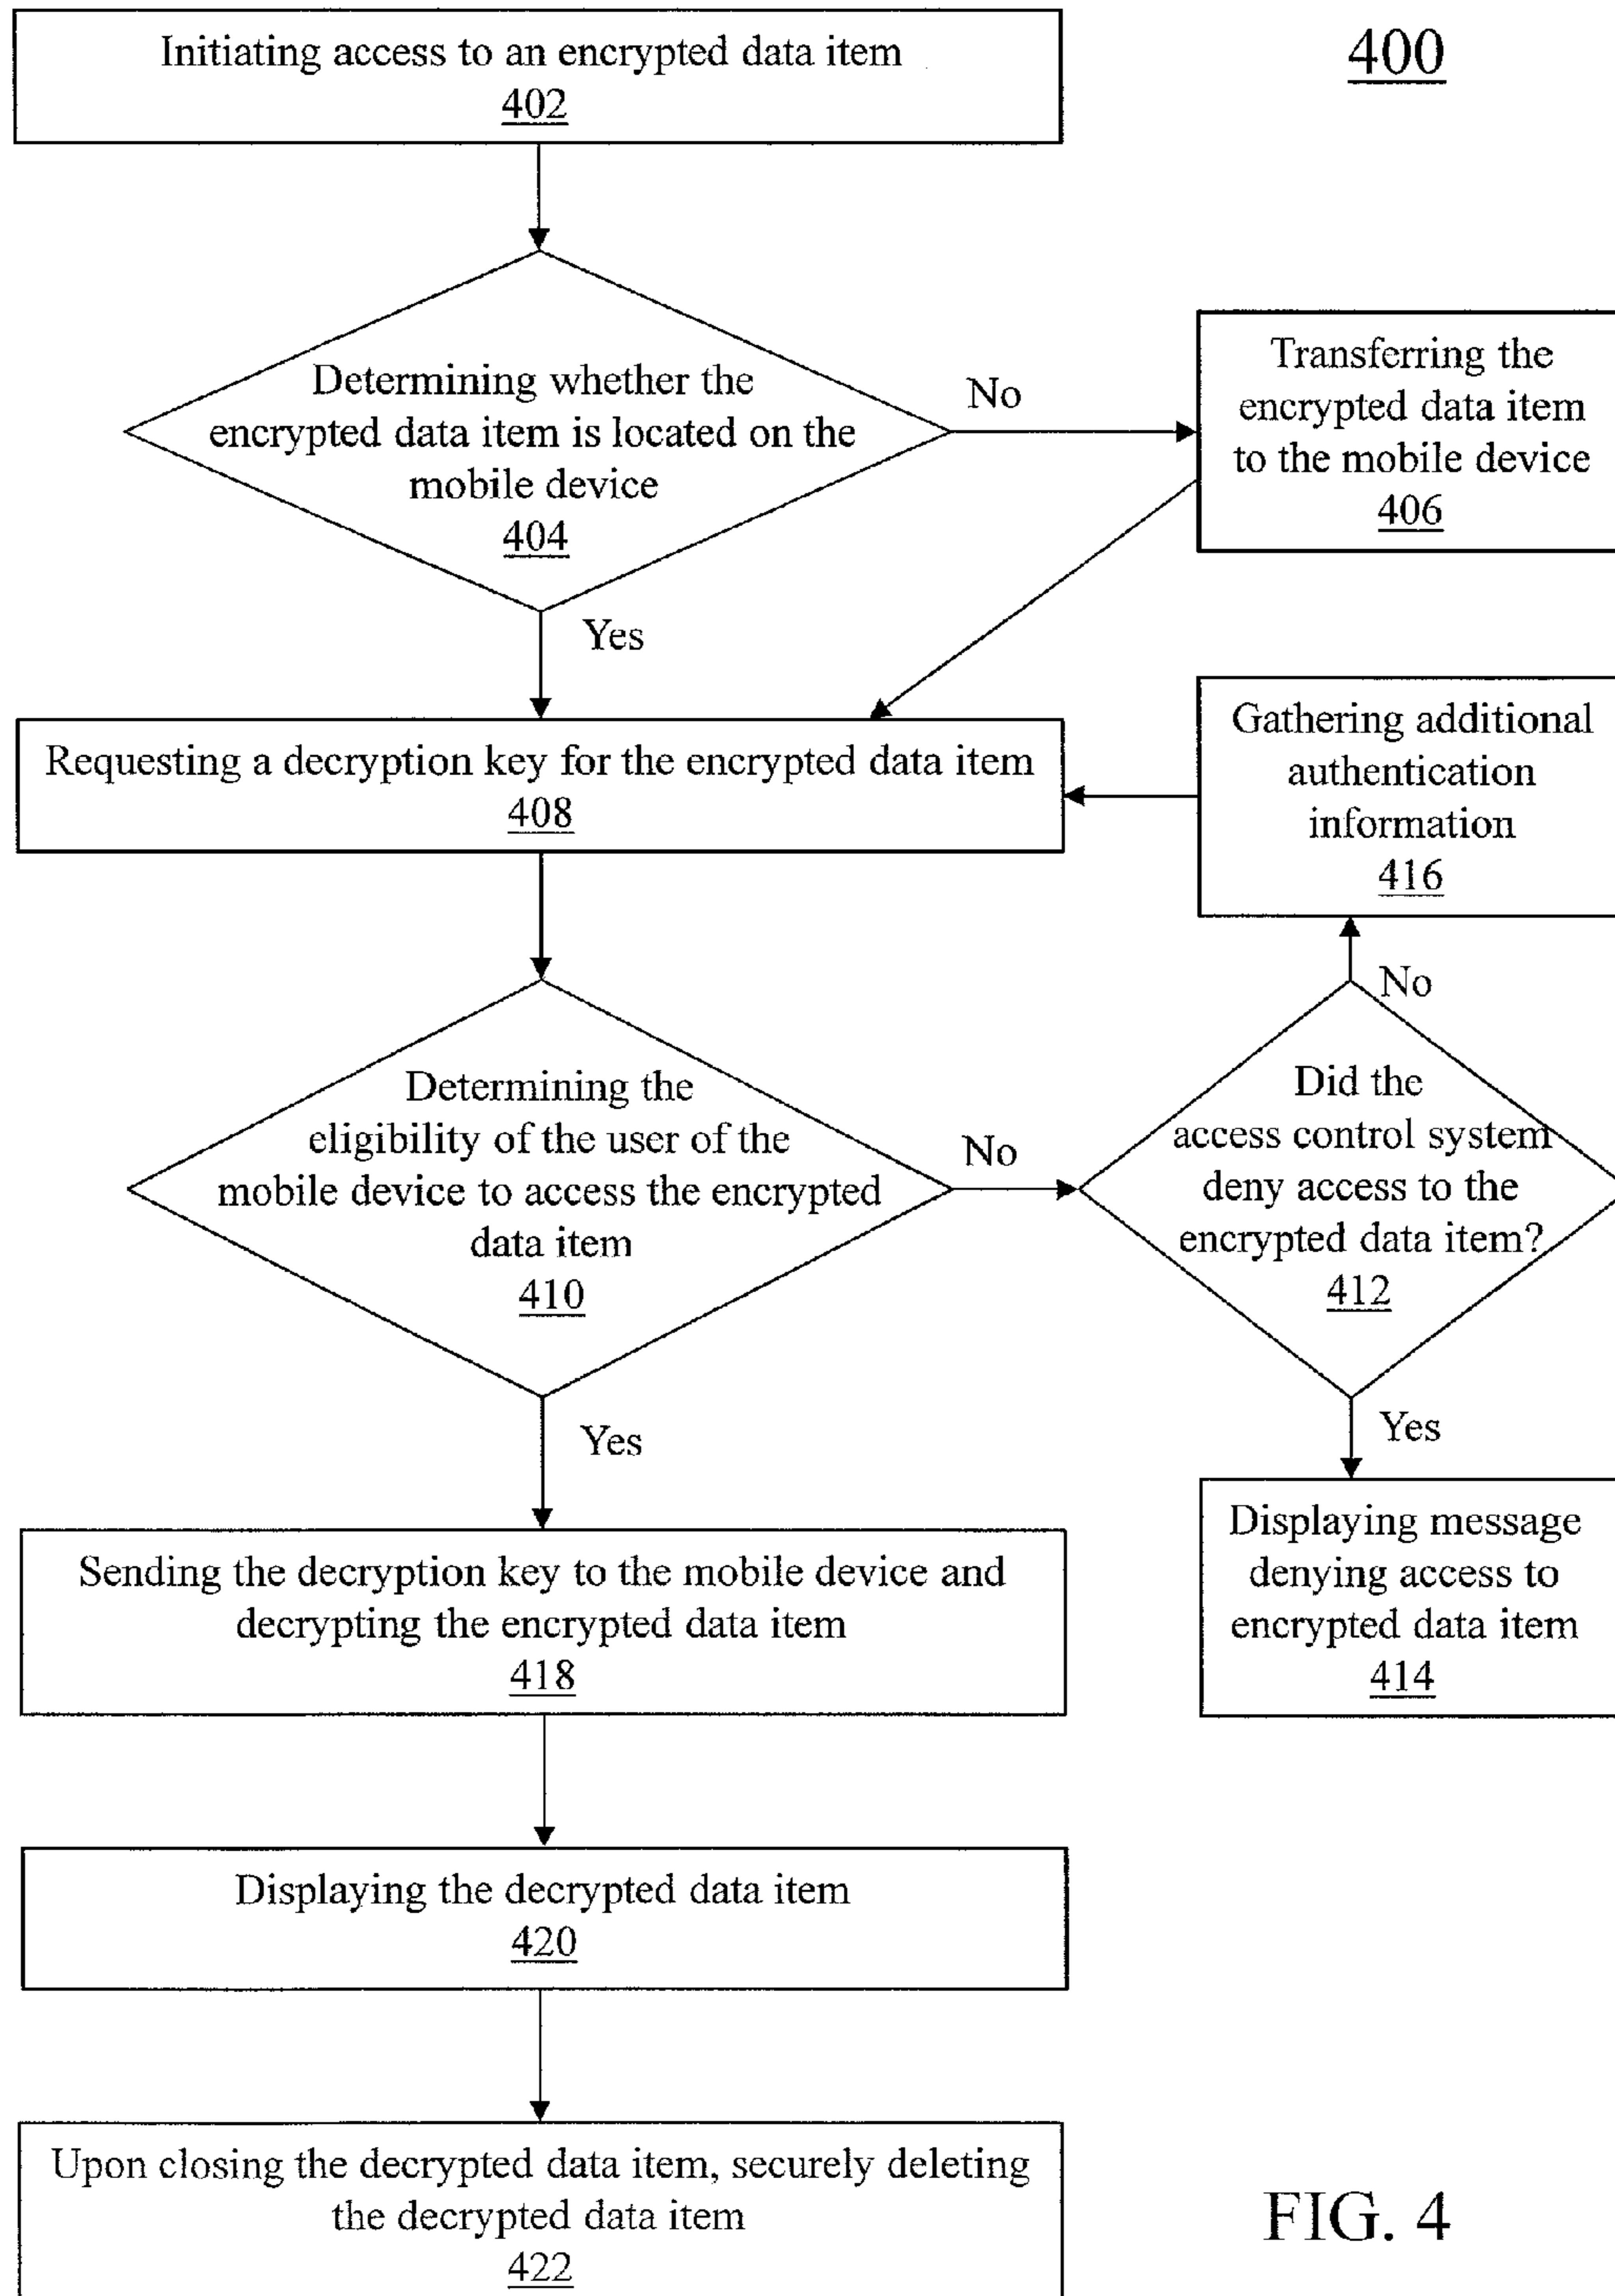 Initiating access to an encrypted data item
402
400
Determining whether the
encrypted data item is located on the
mobile device
404
No
Transferring the
encrypted data item
to the mobile device
406
Yes
Requesting a decryption key for the encrypted data item
408
Gathering additional
authentication
information
416
No
Determining the
eligibility of the user of the
mobile device to access the encrypted
data item
410
No
Did the
access control system
deny access to the
encrypted data item?
412
Yes
Yes
Sending the decryption key to the mobile device and
decrypting the encrypted data item
418
Displaying message
denying access to
encrypted data item
414
Displaying the decrypted data item
420
Upon closing the decrypted data item, securely deleting
the decrypted data item
422
FIG. 4